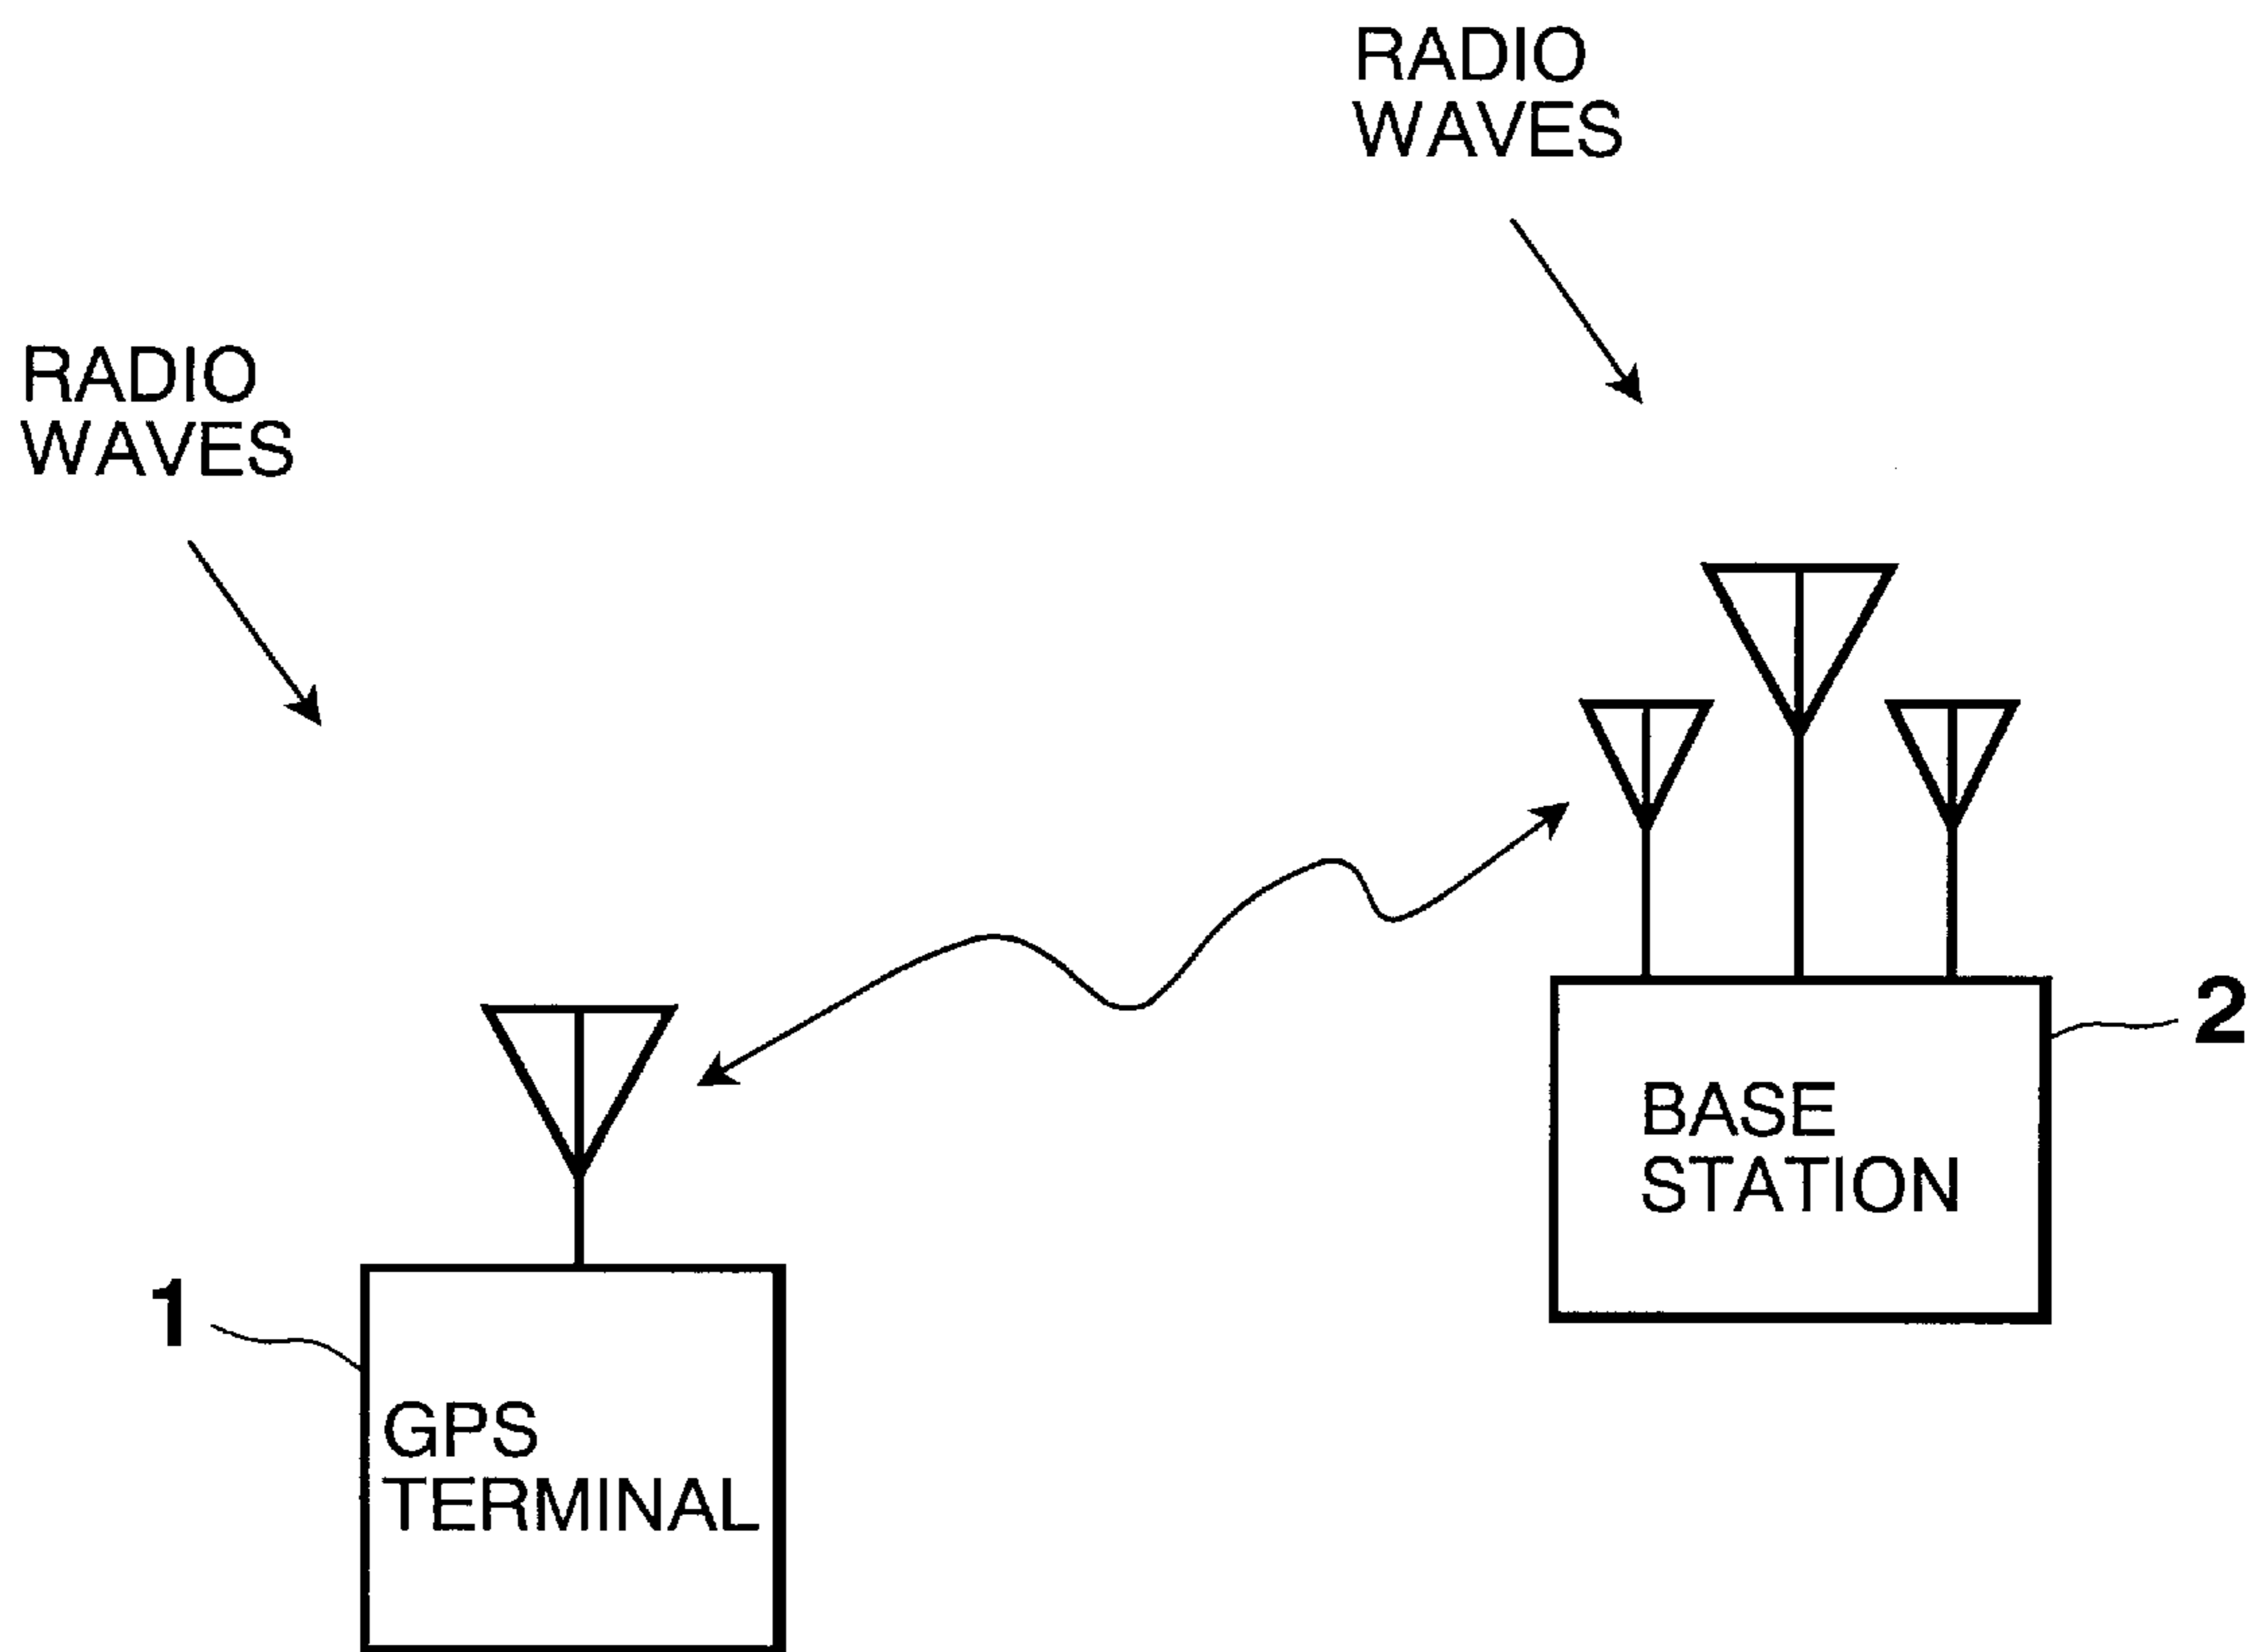 RADIO
WAVES
RADIO
WAVES
2
BASE
STATION
1
GPS
TERMINAL